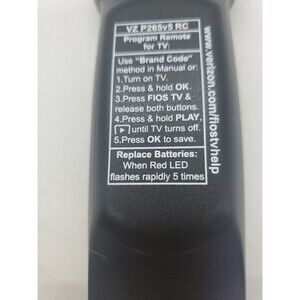 VZ P265v5 RC
Program Remote
for TV:
Use "Brand Code"
method in Manual or:
1.Turn on TV.
2.Press & hold OK.
3.Press FIOS TV &
release both buttons.
4.Press & hold PLAY,
until TV turns off.
5.Press OK to save.
Replace Batteries:
When Red LED
flashes rapidly 5 times
www.verizon.com/fiostvhelp